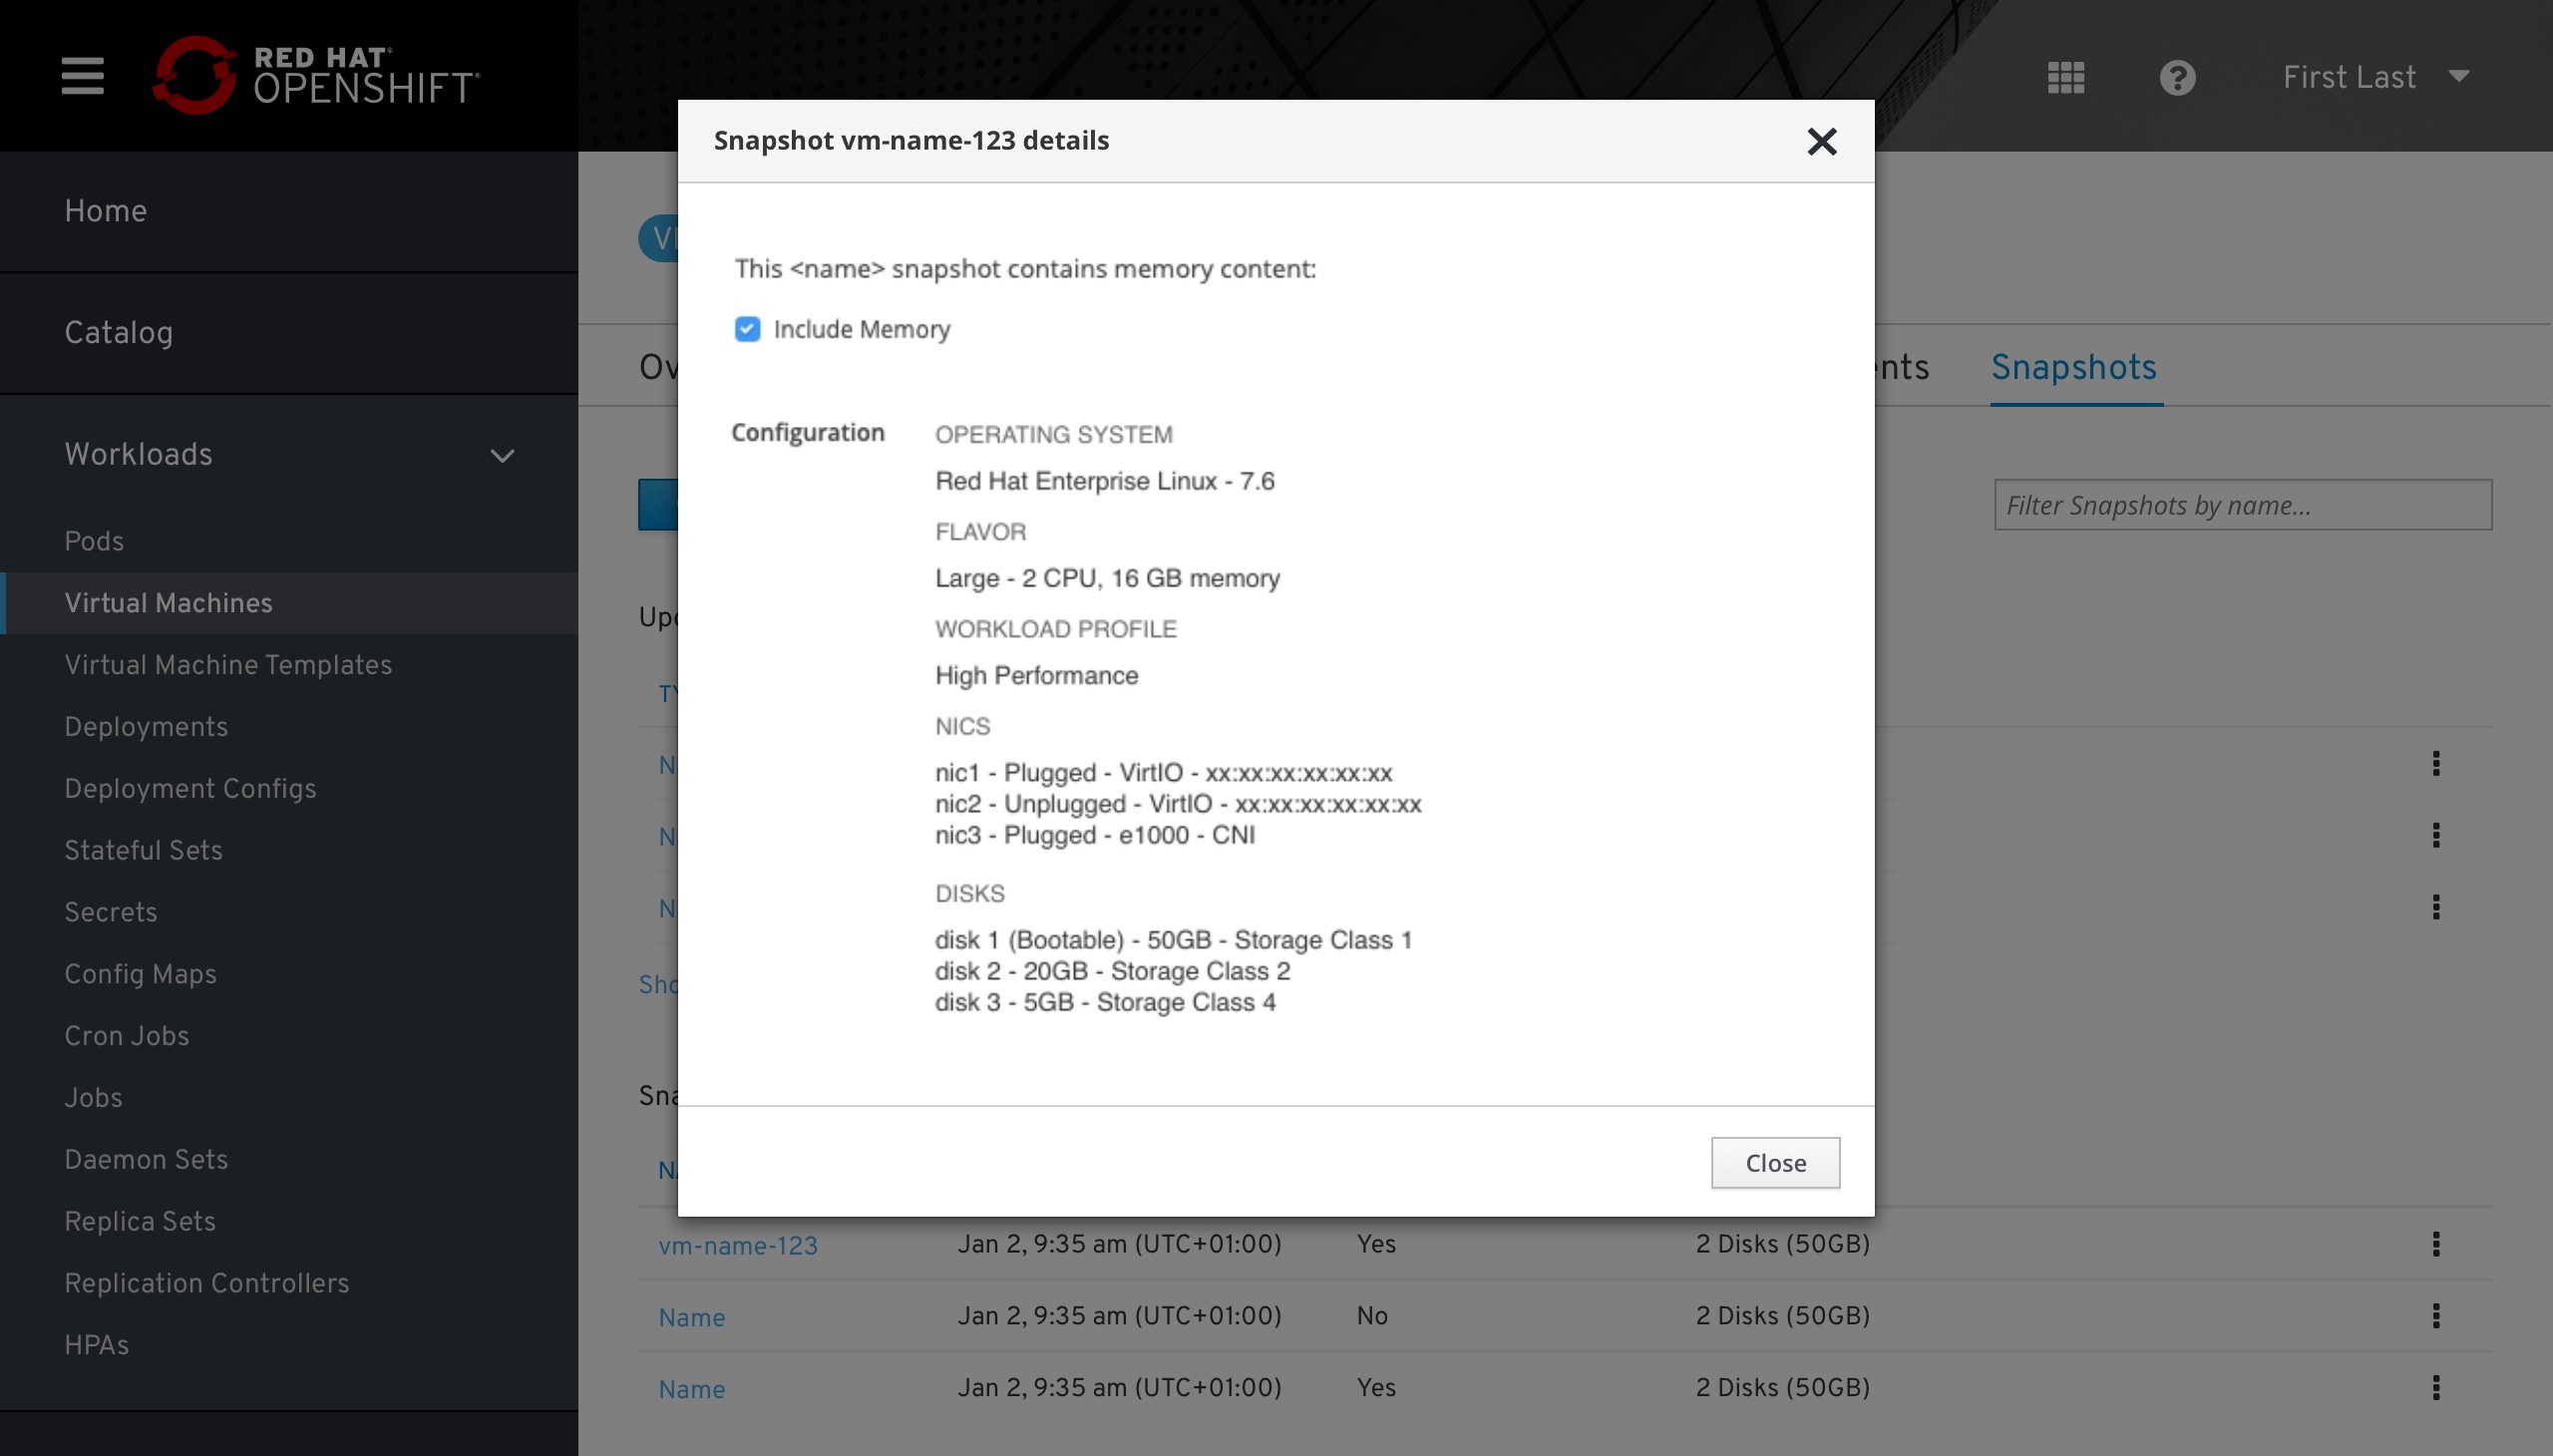 RED HAT
OPENSHIFT
First Last
Snapshot vm-name-123 details
Home
Catalog
Workloads
Pods
Virtual Machines
Virtual Machine Templates
Deployments
Deployment Configs
Stateful Sets
Secrets
Config Maps
Cron Jobs
Jobs
Daemon Sets
Replica Sets
Replication Controllers
HPAs
This <name> snapshot contains memory content:
Include Memory
Snapshots
Filter Snapshots by name...
Configuration
OPERATING SYSTEM
Red Hat Enterprise Linux - 7.6
FLAVOR
Large - 2 CPU, 16 GB memory
WORKLOAD PROFILE
High Performance
NICS
nic1 - Plugged - VirtIO - xx:xx:xx:xx:xx:xx
nic2 - Unplugged - VirtIO - xx:xx:xx:xx:xx:xx
nic3 - Plugged - e1000 - CNI
DISKS
disk 1 (Bootable) - 50GB - Storage Class 1
disk 2 - 20GB - Storage Class 2
disk 3 - 5GB - Storage Class 4
Close
vm-name-123 Jan 2, 9:35 am (UTC+01:00) Yes 2 Disks (50GB)
Name Jan 2, 9:35 am (UTC+01:00) No 2 Disks (50GB)
Name Jan 2, 9:35 am (UTC+01:00) Yes 2 Disks (50GB)